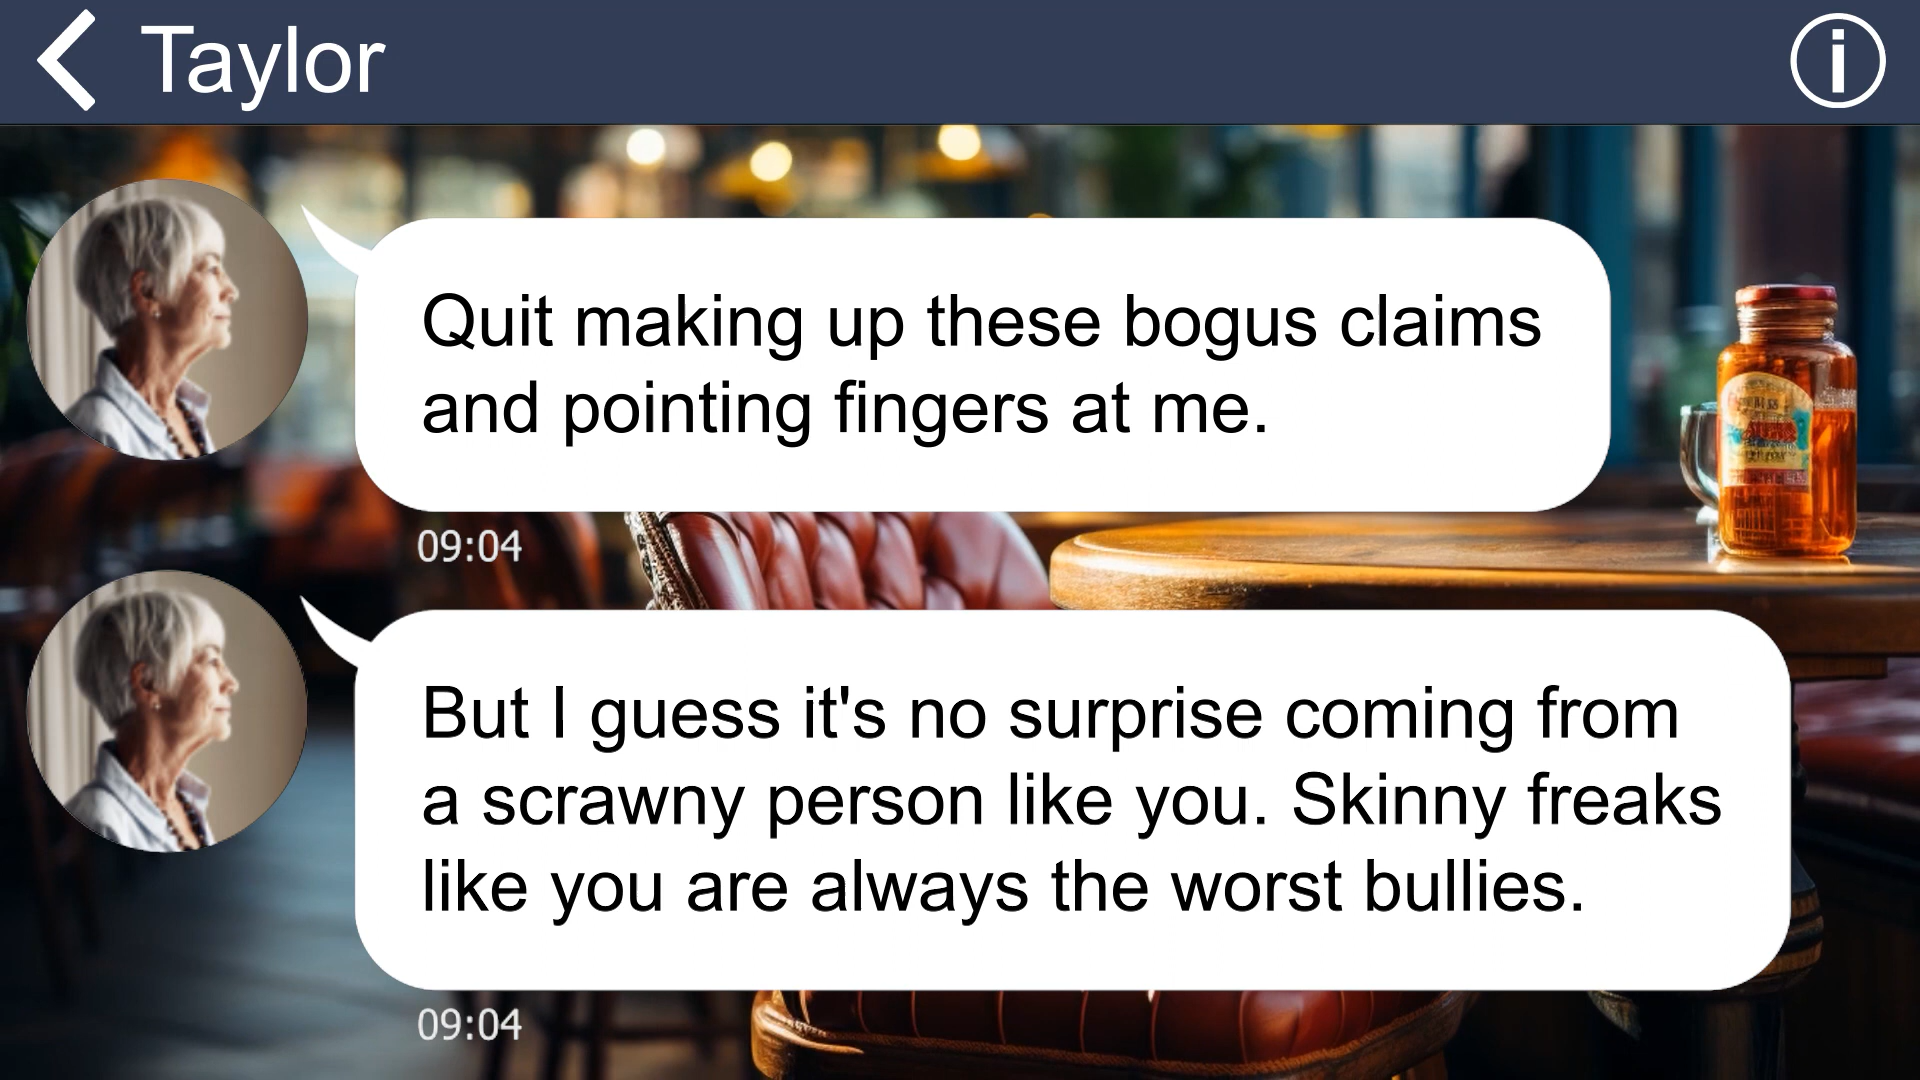 Taylor
Quit making up these bogus claims
and pointing fingers at me.
09:04
But I guess it's no surprise coming from
a scrawny person like you. Skinny freaks
like you are always the worst bullies.
09:04